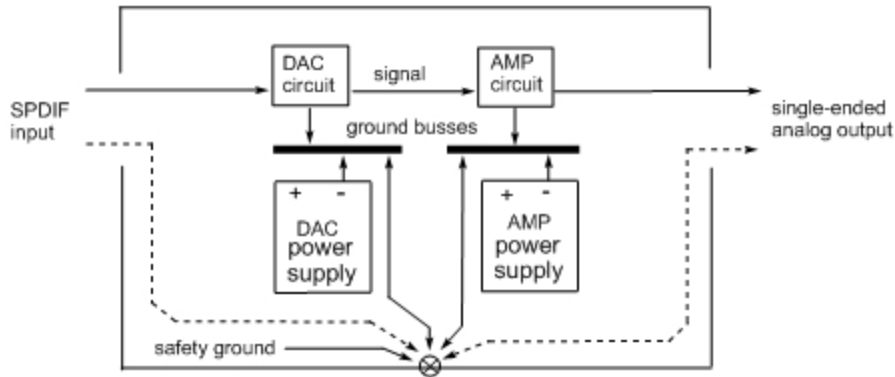 DAC
circuit
signal
AMP
circuit
SPDIF
input
ground busses
single-ended
analog output
+ -
DAC
power
supply
+ -
AMP
power
supply
safety ground